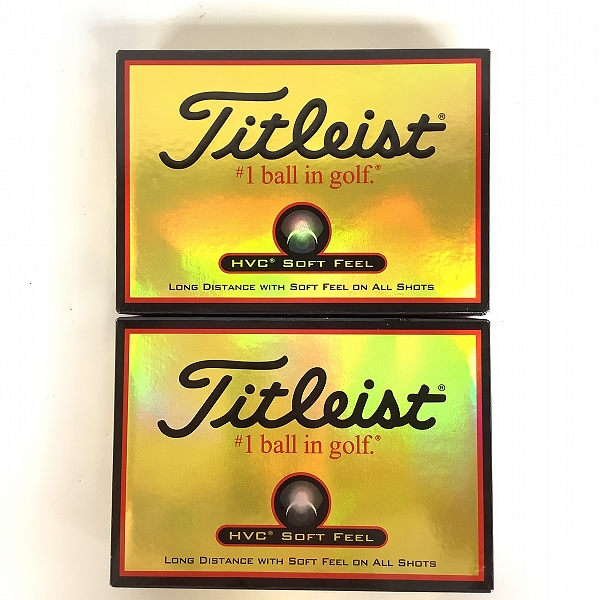 Titleist®
#1 ball in golf.®
HVC® SOFT FEEL
LONG DISTANCE WITH SOFT FEEL ON ALL SHOTS
Titleist®
#1 ball in golf.®
HVC® SOFT FEEL
LONG DISTANCE WITH SOFT FEEL ON ALL SHOTS